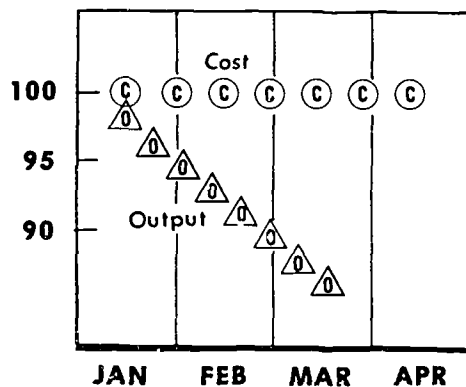 Cost
100 C C C C C C C
O
95 O
O
O
Output O
90 O
O
O
JAN FEB MAR APR